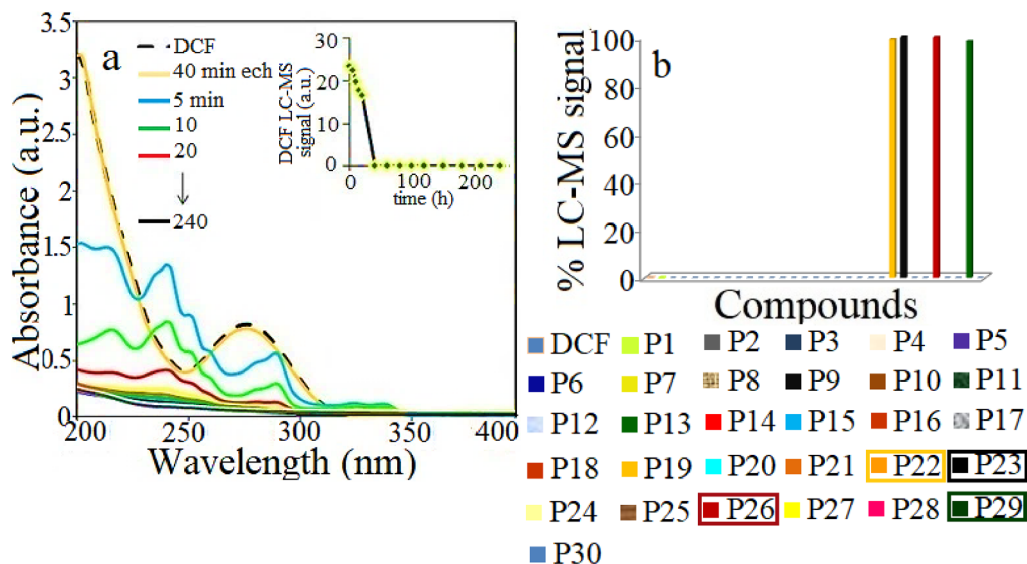 a
DCF
40 min ech
5 min
10
20
240
3.5
3
2.5
2
1.5
1
0.5
0
200
250
300
350
400
Absorbance (a.u.)
Wavelength (nm)
DCF LC-MS
signal (a.u.)
30
20
10
0
0
100
200
time (h)
b
% LC-MS signal
100
80
60
40
20
0
Compounds
DCF P1 P2 P3 P4 P5
P6 P7 P8 P9 P10 P11
P12 P13 P14 P15 P16 P17
P18 P19 P20 P21 P22 P23
P24 P25 P26 P27 P28 P29
P30